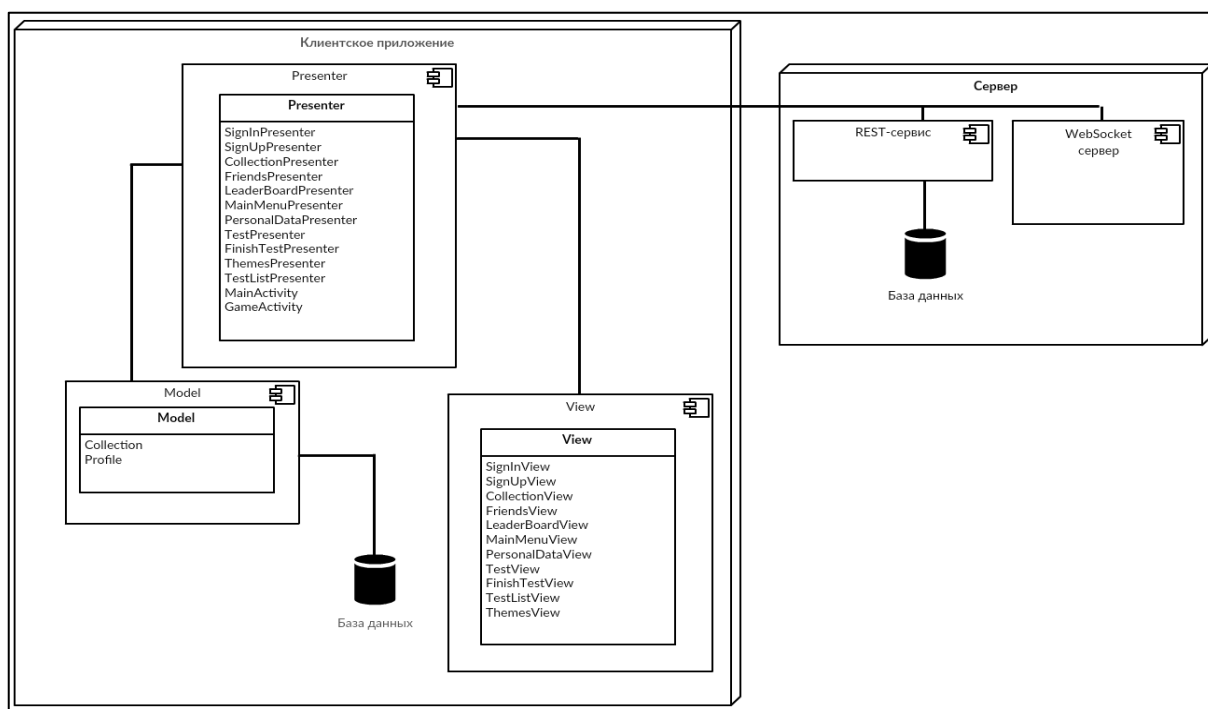 Клиентское приложение
Presenter
Presenter
SignInPresenter
SignUpPresenter
CollectionPresenter
FriendsPresenter
LeaderBoardPresenter
MainMenuPresenter
PersonalDataPresenter
TestPresenter
FinishTestPresenter
ThemesPresenter
TestListPresenter
MainActivity
GameActivity
Model
Model
Collection
Profile
База данных
View
View
SignInView
SignUpView
CollectionView
FriendsView
LeaderBoardView
MainMenuView
PersonalDataView
TestView
FinishTestView
TestListView
ThemesView
Сервер
REST-сервис
WebSocket
сервер
База данных